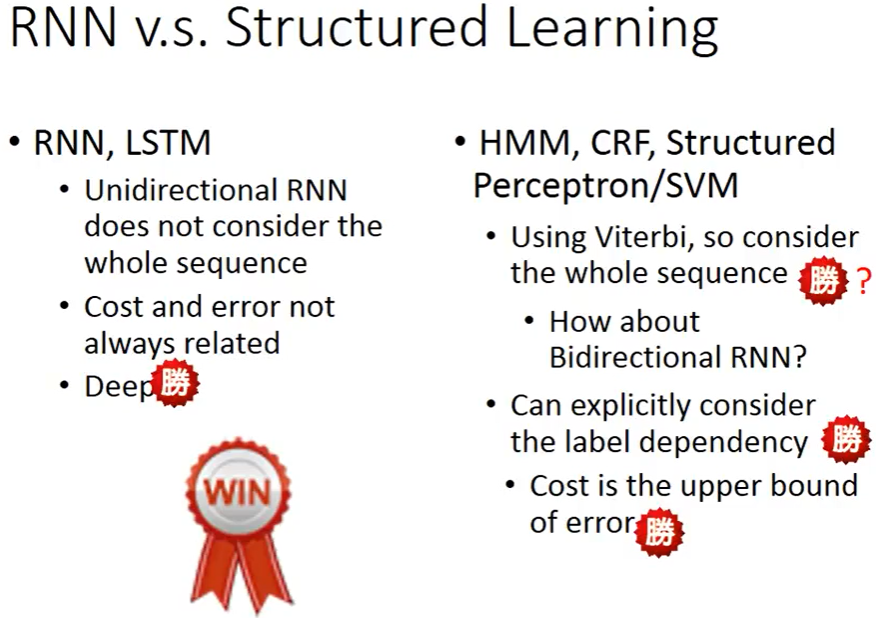 RNN v.s. Structured Learning
• RNN, LSTM
• Unidirectional RNN
does not consider the
whole sequence
• Cost and error not
always related
• Deep 勝
WIN
• HMM, CRF, Structured
Perceptron/SVM
• Using Viterbi, so consider
the whole sequence 勝 ?
• How about
Bidirectional RNN?
• Can explicitly consider
the label dependency 勝
• Cost is the upper bound
of error 勝